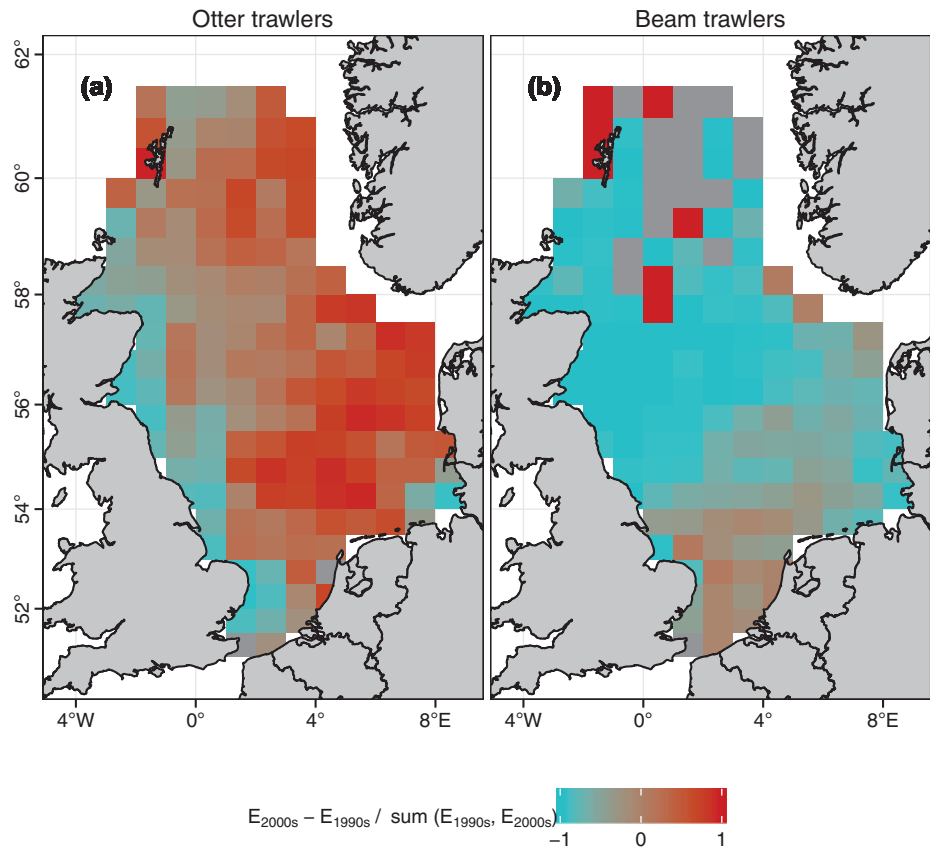 Otter trawlers Beam trawlers
(a) (b)
62°
60°
58°
56°
54°
52°
4°W 0° 4° 8°E 4°W 0° 4° 8°E
E2000s − E1990s / sum (E1990s, E2000s)
−1 0 1